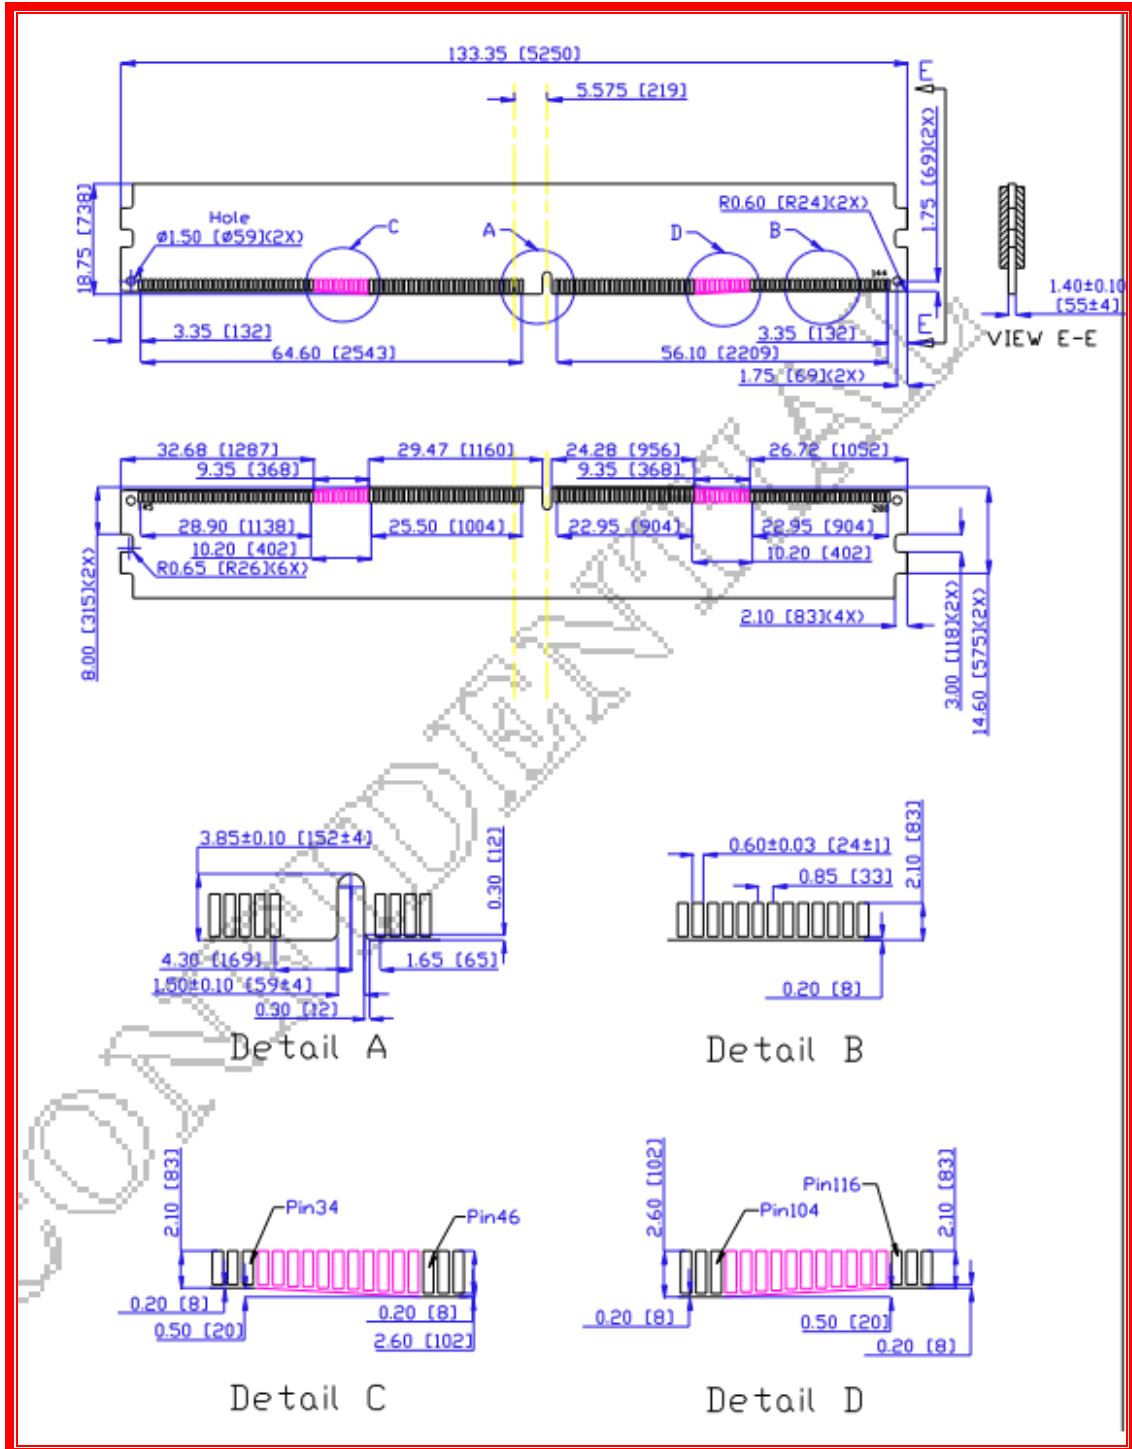 133.35 [5250]
5.575 [219]
E
1.75 [69](2X)
R0.60 [R24](2X)
18.75 [738]
Hole
Ø1.50 [Ø59](2X)
C
A
D
B
144
1.40±0.10
[55±4]
3.35 [132]
3.35 [132]
E
VIEW E-E
64.60 [2543]
56.10 [2209]
1.75 [69](2X)
32.68 [1287]
29.47 [1160]
24.28 [956]
26.72 [1052]
9.35 [368]
9.35 [368]
145
288
28.90 [1138]
25.50 [1004]
22.95 [904]
22.95 [904]
10.20 [402]
10.20 [402]
R0.65 [R26](6X)
8.00 [315](2X)
2.10 [83](4X)
3.00 [118](2X)
14.60 [575](2X)
CONFIDENTIAL
3.85±0.10 [152±4]
0.30 [12]
4.30 [169]
1.65 [65]
1.50±0.10 [59±4]
0.30 [12]
Detail A
0.60±0.03 [24±1]
0.85 [33]
2.10 [83]
0.20 [8]
Detail B
2.10 [83]
Pin34
Pin46
0.20 [8]
0.50 [20]
0.20 [8]
2.60 [102]
Detail C
2.60 [102]
Pin116
Pin104
2.10 [83]
0.20 [8]
0.50 [20]
0.20 [8]
Detail D